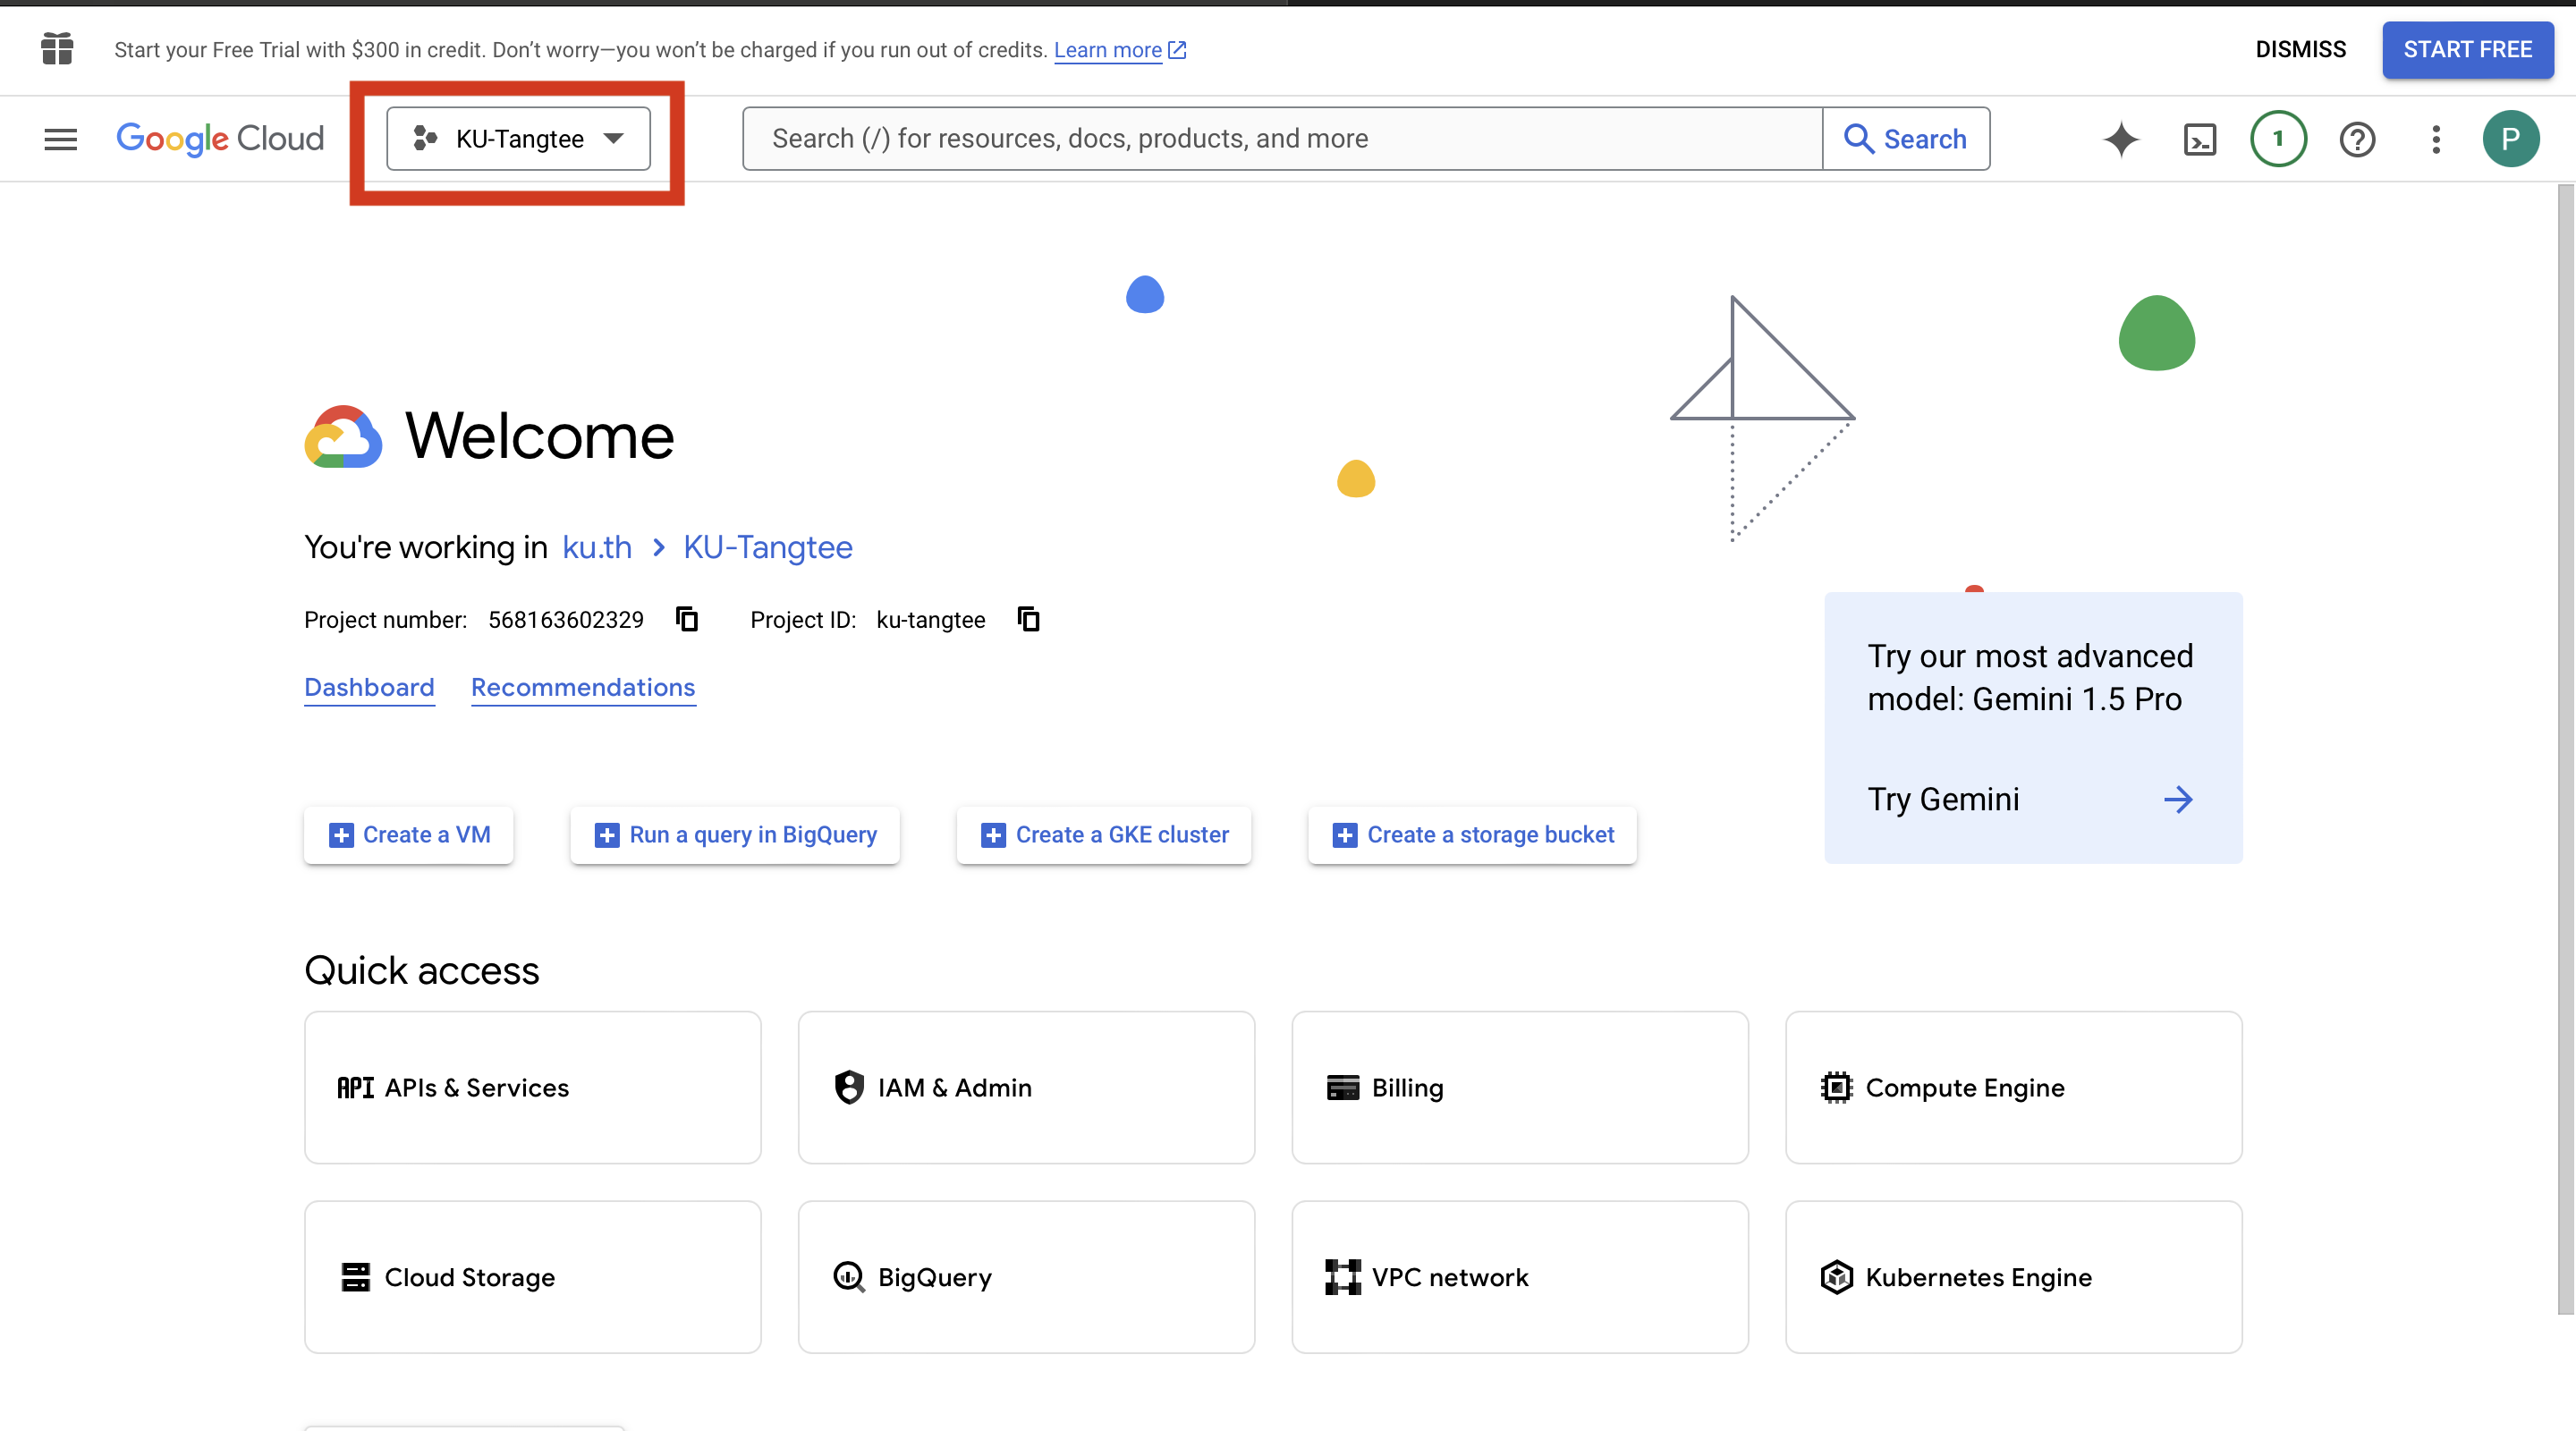 Start your Free Trial with $300 in credit. Don’t worry—you won’t be charged if you run out of credits. Learn more
DISMISS
START FREE
Google Cloud
KU-Tangtee
Search (/) for resources, docs, products, and more
Search
1
P
Welcome
You're working in ku.th > KU-Tangtee
Project number: 568163602329 Project ID: ku-tangtee
Dashboard Recommendations
Try our most advanced
model: Gemini 1.5 Pro
Try Gemini
Create a VM
Run a query in BigQuery
Create a GKE cluster
Create a storage bucket
Quick access
API APIs & Services
IAM & Admin
Billing
Compute Engine
Cloud Storage
BigQuery
VPC network
Kubernetes Engine